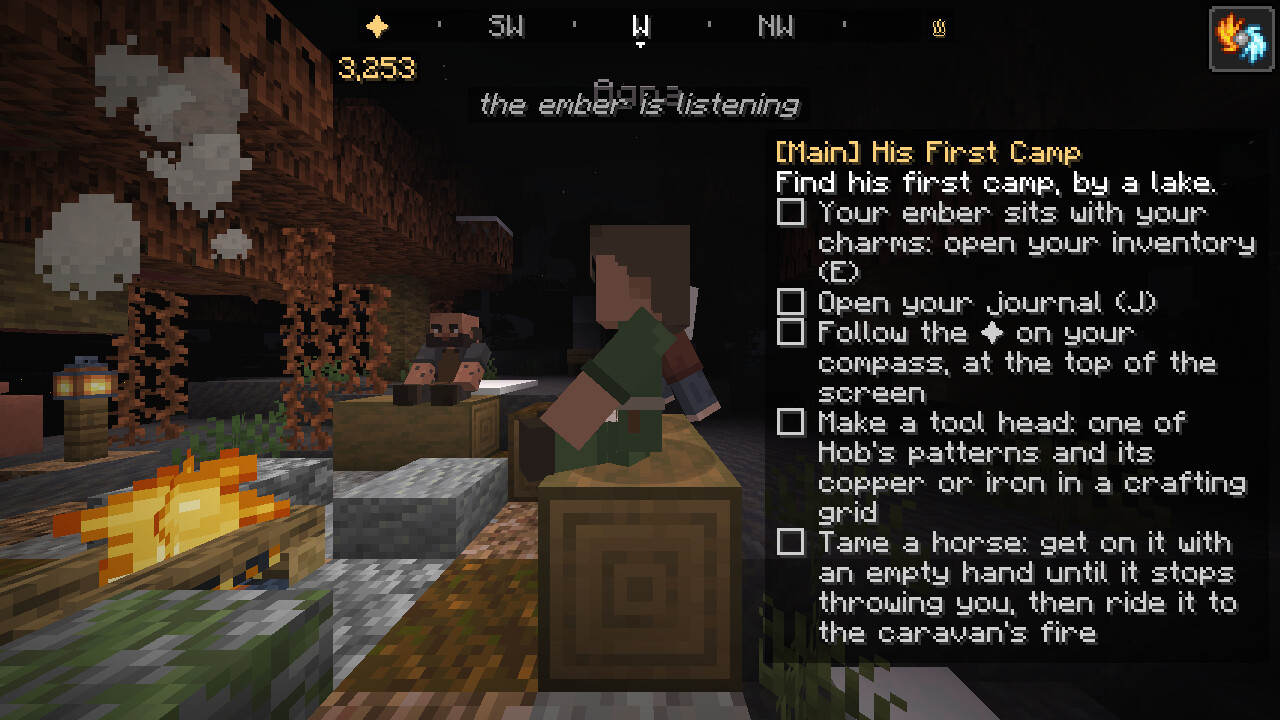 SW W NW
3,253
the ember is listening
[Main] His First Camp
Find his first camp, by a lake.
Your ember sits with your
charms: open your inventory
(E)
Open your journal (J)
Follow the ✦ on your
compass, at the top of the
screen
Make a tool head: one of
Hob's patterns and its
copper or iron in a crafting
grid
Tame a horse: get on it with
an empty hand until it stops
throwing you, then ride it to
the caravan's fire